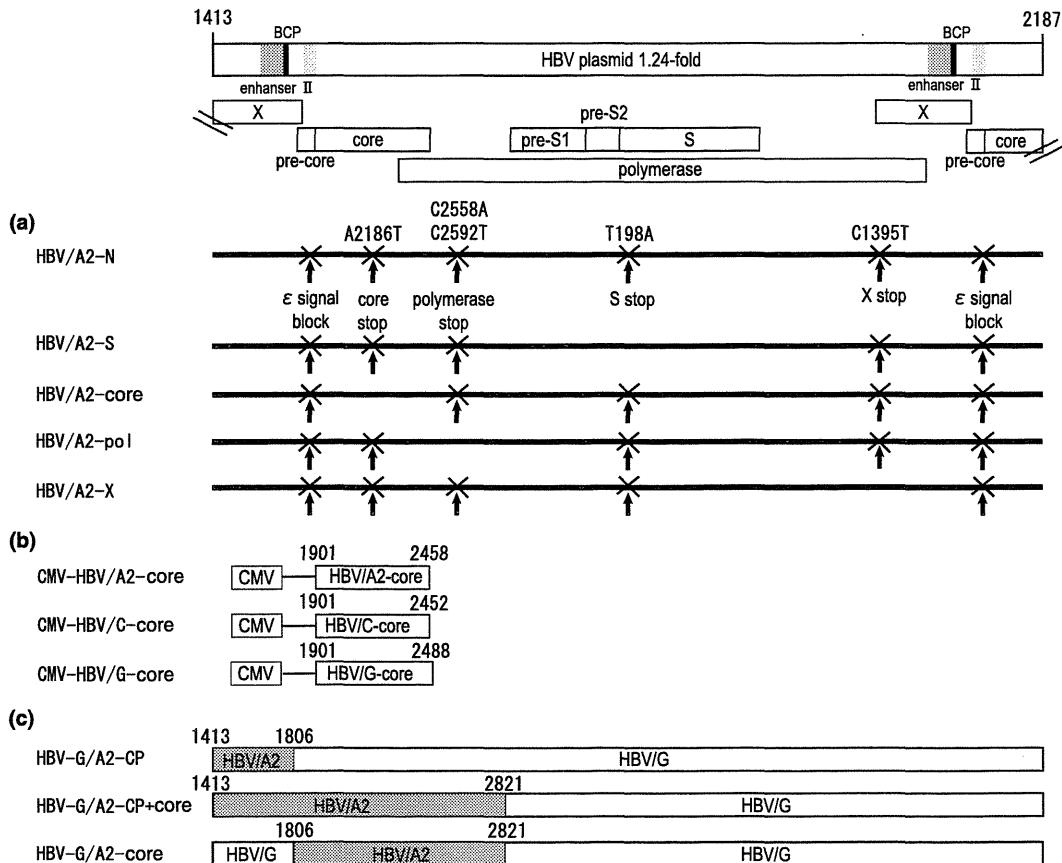 1413
2187
BCP
BCP
HBV plasmid 1.24-fold
enhanser II
enhanser II
X
pre-S2
X
core
pre-S1
S
core
pre-core
pre-core
polymerase
(a)
C2558A
HBV/A2-N
A2186T
C2592T
T198A
C1395T
ε signal block
core stop
polymerase stop
S stop
X stop
ε signal block
HBV/A2-S
HBV/A2-core
HBV/A2-pol
HBV/A2-X
(b)
1901
2458
CMV-HBV/A2-core
CMV
HBV/A2-core
1901
2452
CMV-HBV/C-core
CMV
HBV/C-core
1901
2488
CMV-HBV/G-core
CMV
HBV/G-core
(c)
1413
1806
HBV-G/A2-CP
HBV/A2
HBV/G
1413
2821
HBV-G/A2-CP+core
HBV/A2
HBV/G
1806
2821
HBV-G/A2-core
HBV/G
HBV/A2
HBV/G